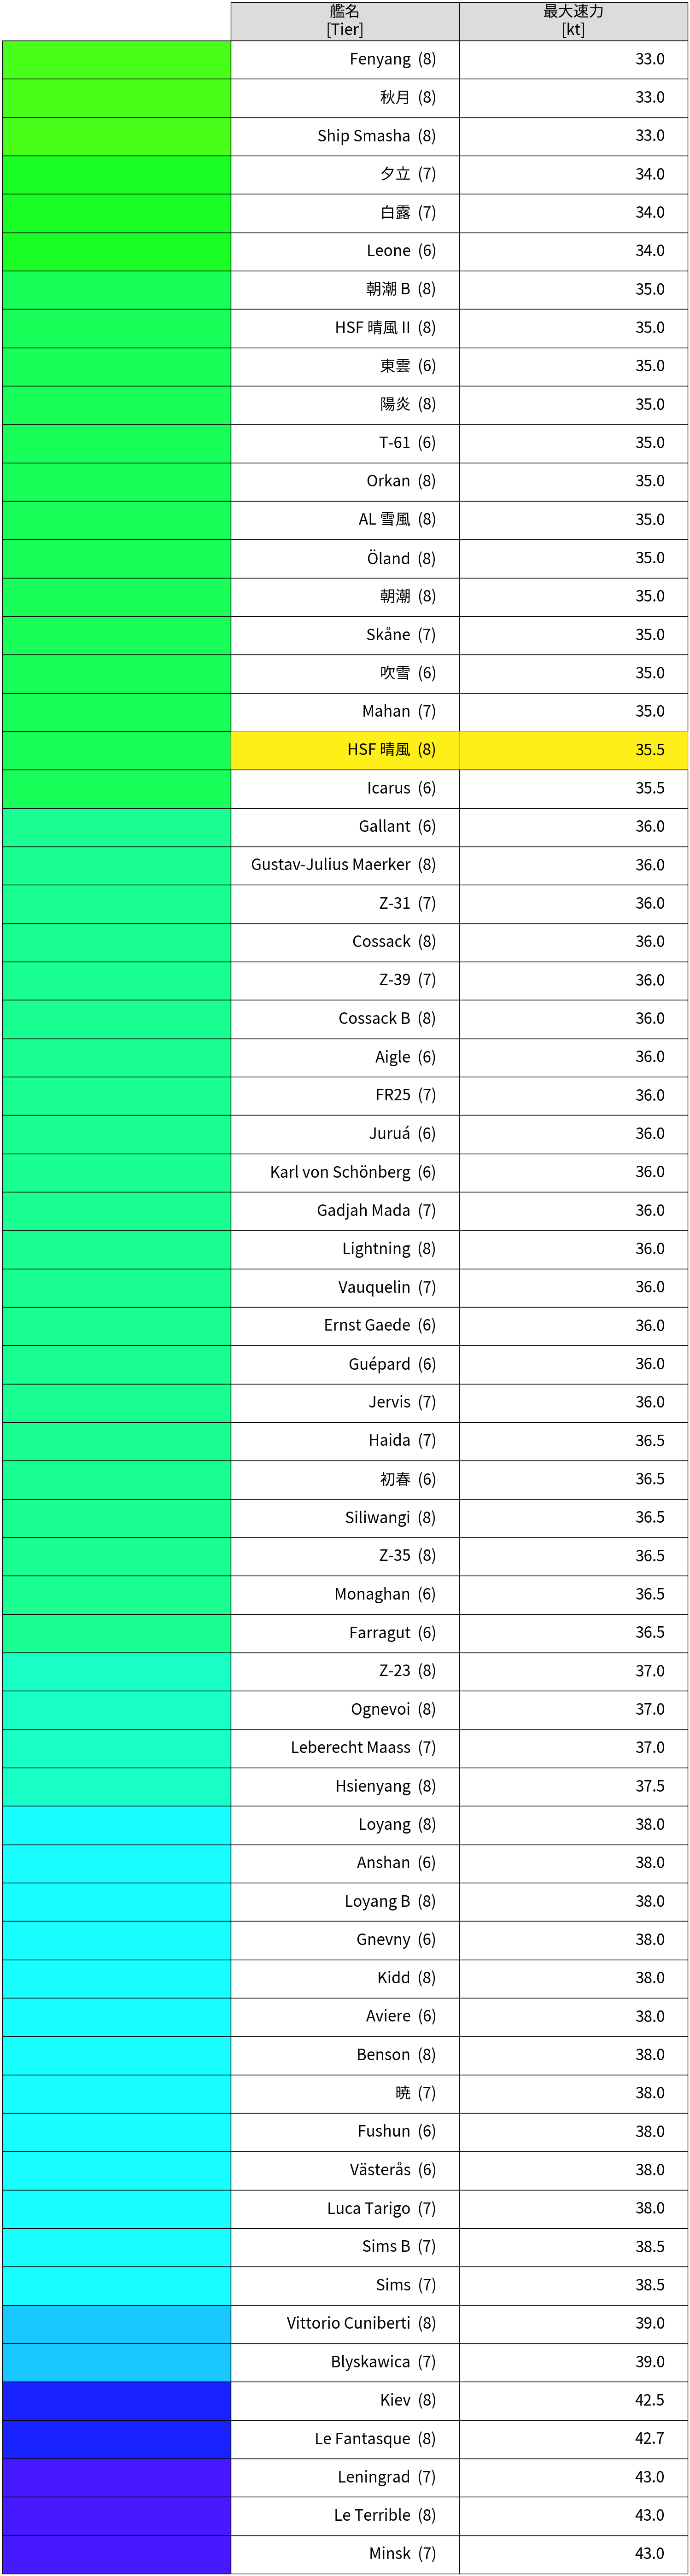 艦名 最大速力
[Tier] [kt]
Fenyang (8) 33.0
秋月 (8) 33.0
Ship Smasha (8) 33.0
夕立 (7) 34.0
白露 (7) 34.0
Leone (6) 34.0
朝潮 B (8) 35.0
HSF 晴風 II (8) 35.0
東雲 (6) 35.0
陽炎 (8) 35.0
T-61 (6) 35.0
Orkan (8) 35.0
AL 雪風 (8) 35.0
Öland (8) 35.0
朝潮 (8) 35.0
Skåne (7) 35.0
吹雪 (6) 35.0
Mahan (7) 35.0
HSF 晴風 (8) 35.5
Icarus (6) 35.5
Gallant (6) 36.0
Gustav-Julius Maerker (8) 36.0
Z-31 (7) 36.0
Cossack (8) 36.0
Z-39 (7) 36.0
Cossack B (8) 36.0
Aigle (6) 36.0
FR25 (7) 36.0
Juruá (6) 36.0
Karl von Schönberg (6) 36.0
Gadjah Mada (7) 36.0
Lightning (8) 36.0
Vauquelin (7) 36.0
Ernst Gaede (6) 36.0
Guépard (6) 36.0
Jervis (7) 36.0
Haida (7) 36.5
初春 (6) 36.5
Siliwangi (8) 36.5
Z-35 (8) 36.5
Monaghan (6) 36.5
Farragut (6) 36.5
Z-23 (8) 37.0
Ognevoi (8) 37.0
Leberecht Maass (7) 37.0
Hsienyang (8) 37.5
Loyang (8) 38.0
Anshan (6) 38.0
Loyang B (8) 38.0
Gnevny (6) 38.0
Kidd (8) 38.0
Aviere (6) 38.0
Benson (8) 38.0
暁 (7) 38.0
Fushun (6) 38.0
Västerås (6) 38.0
Luca Tarigo (7) 38.0
Sims B (7) 38.5
Sims (7) 38.5
Vittorio Cuniberti (8) 39.0
Blyskawica (7) 39.0
Kiev (8) 42.5
Le Fantasque (8) 42.7
Leningrad (7) 43.0
Le Terrible (8) 43.0
Minsk (7) 43.0